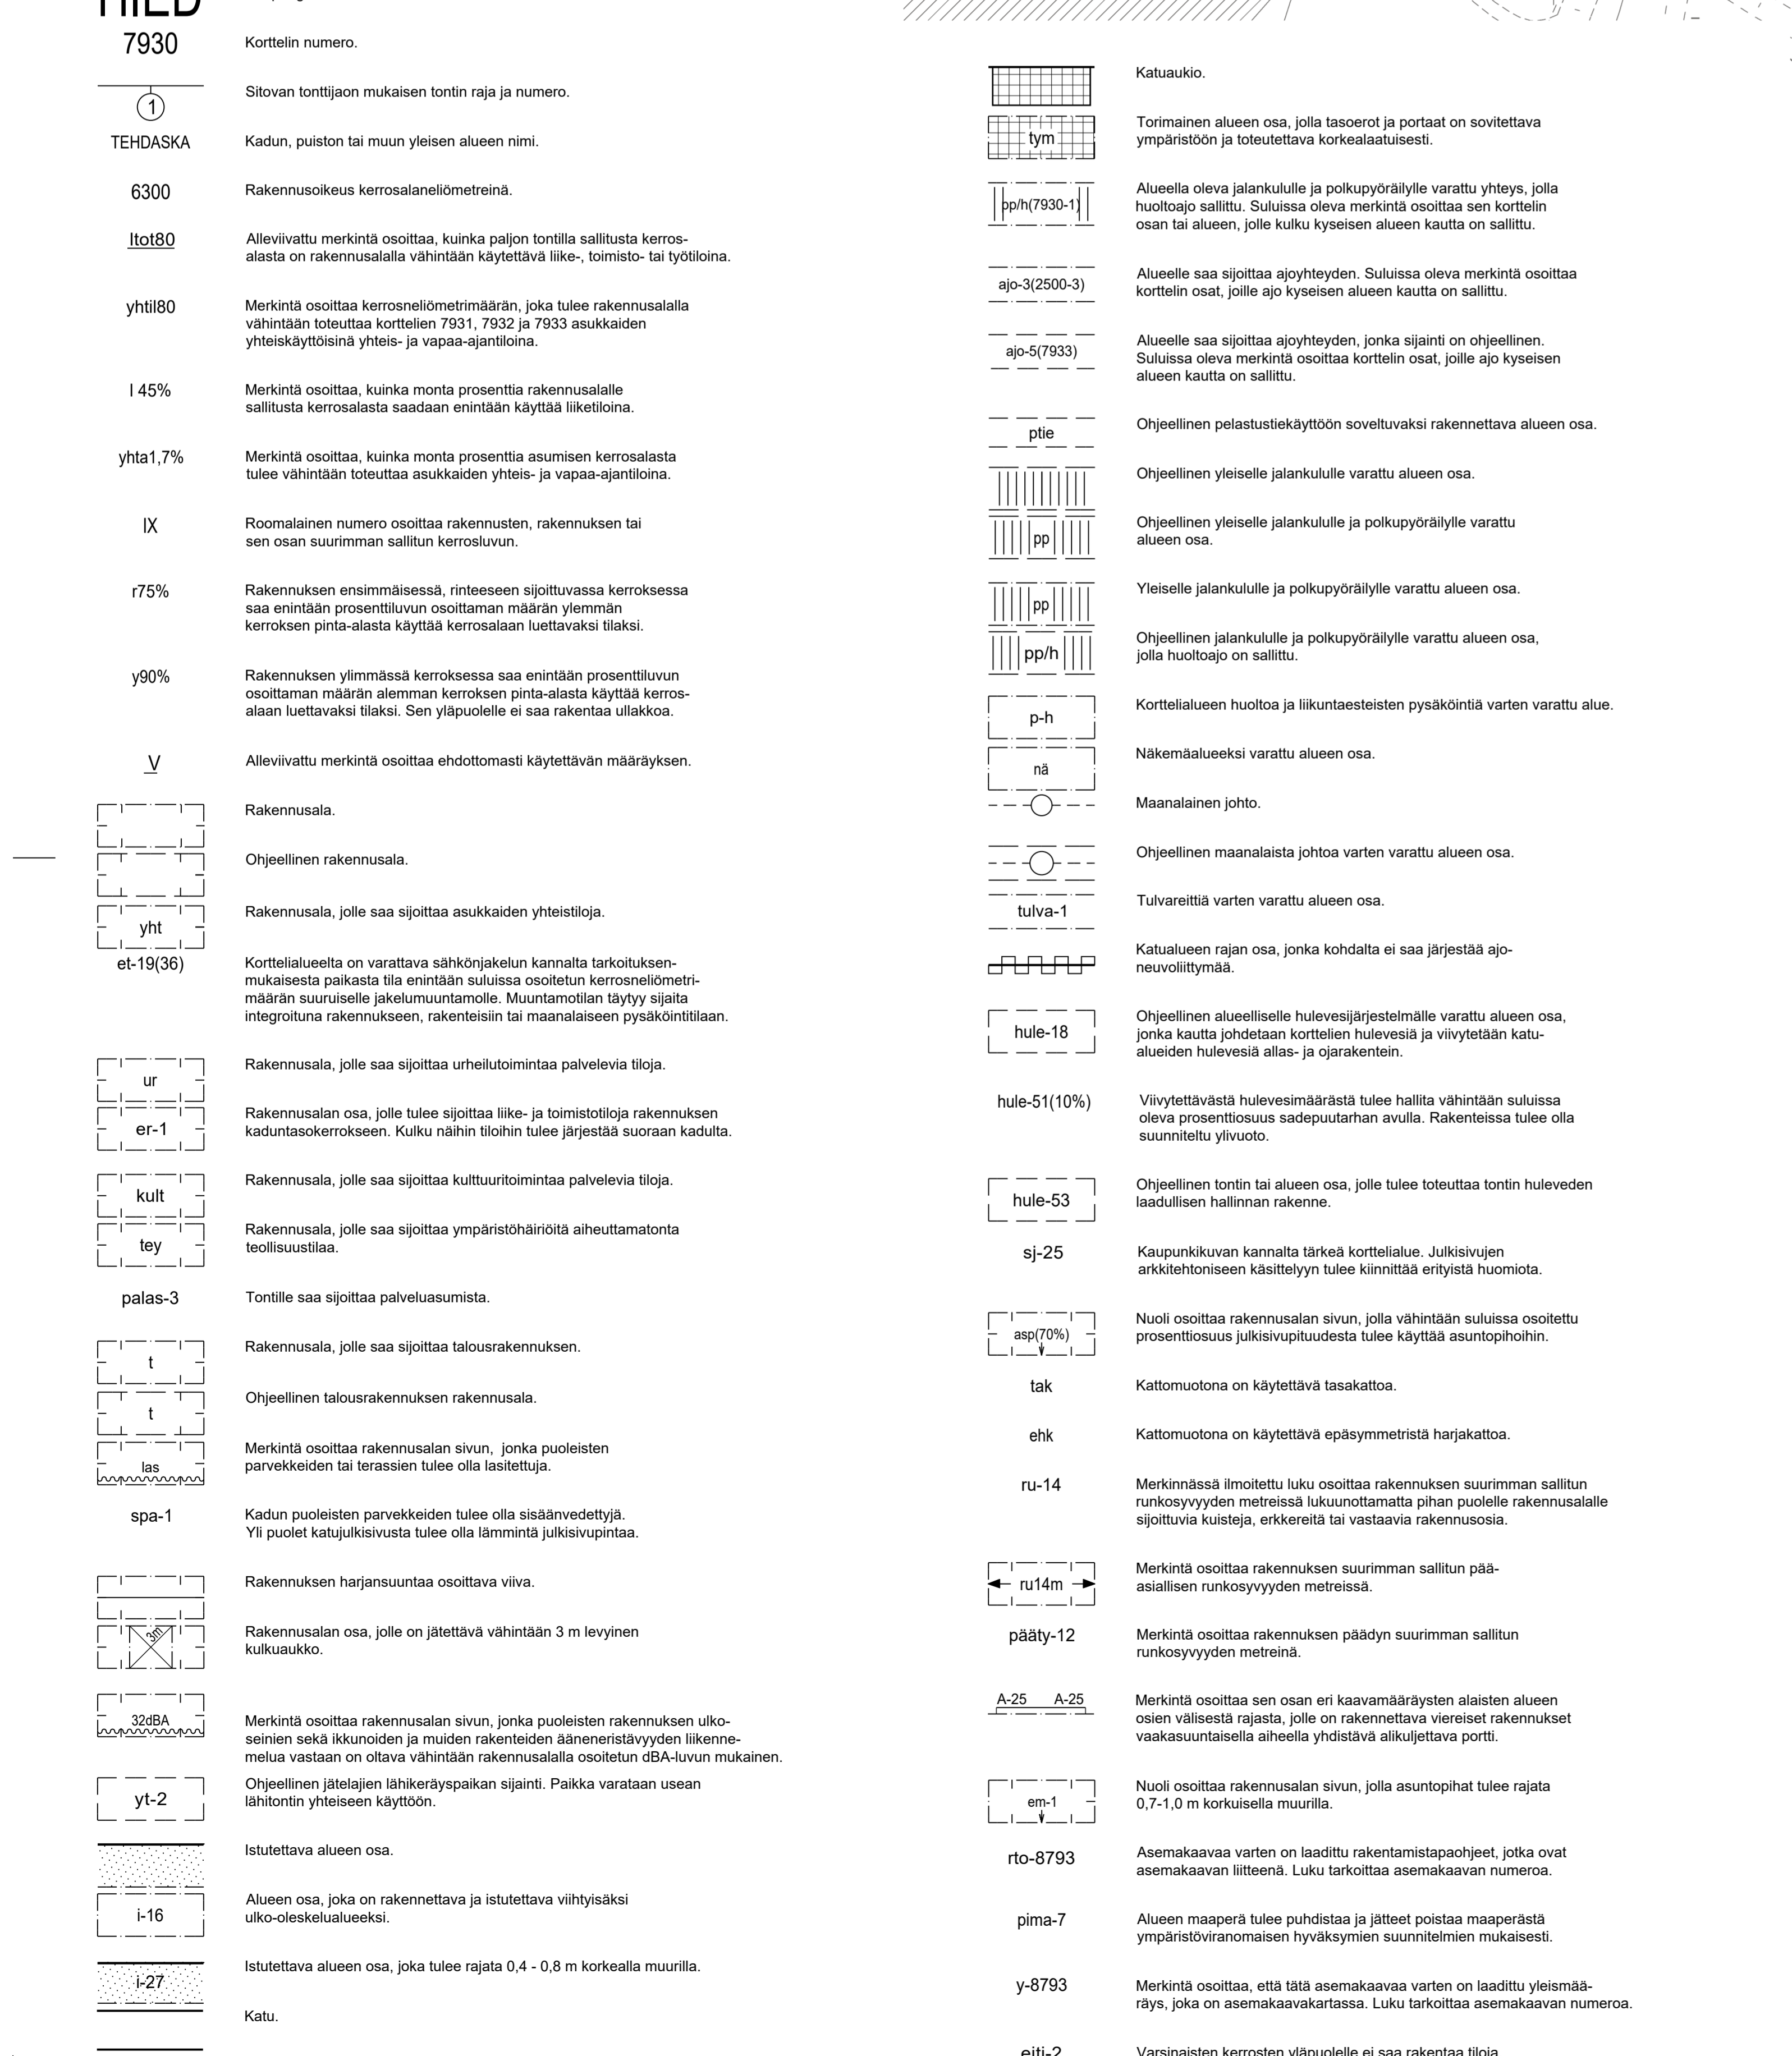 HIED
7930
Korttelin numero.
1
Sitovan tonttijaon mukaisen tontin raja ja numero.
TEHDASKA
Kadun, puiston tai muun yleisen alueen nimi.
6300
Rakennusoikeus kerrosalaneliömetreinä.
ltot80
Alleviivattu merkintä osoittaa, kuinka paljon tontilla sallitusta kerros-
alasta on rakennusalalla vähintään käytettävä liike-, toimisto- tai työtiloina.
yhtil80
Merkintä osoittaa kerrosneliömetrimäärän, joka tulee rakennusalalla
vähintään toteuttaa korttelien 7931, 7932 ja 7933 asukkaiden
yhteiskäyttöisinä yhteis- ja vapaa-ajantiloina.
l 45%
Merkintä osoittaa, kuinka monta prosenttia rakennusalalle
sallitusta kerrosalasta saadaan enintään käyttää liiketiloina.
yhta1,7%
Merkintä osoittaa, kuinka monta prosenttia asumisen kerrosalasta
tulee vähintään toteuttaa asukkaiden yhteis- ja vapaa-ajantiloina.
IX
Roomalainen numero osoittaa rakennusten, rakennuksen tai
sen osan suurimman sallitun kerrosluvun.
r75%
Rakennuksen ensimmäisessä, rinteeseen sijoittuvassa kerroksessa
saa enintään prosenttiluvun osoittaman määrän ylemmän
kerroksen pinta-alasta käyttää kerrosalaan luettavaksi tilaksi.
y90%
Rakennuksen ylimmässä kerroksessa saa enintään prosenttiluvun
osoittaman määrän alemman kerroksen pinta-alasta käyttää kerros-
alaan luettavaksi tilaksi. Sen yläpuolelle ei saa rakentaa ullakkoa.
V
Alleviivattu merkintä osoittaa ehdottomasti käytettävän määräyksen.
Rakennusala.
Ohjeellinen rakennusala.
yht
Rakennusala, jolle saa sijoittaa asukkaiden yhteistiloja.
et-19(36)
Korttelialueelta on varattava sähkönjakelun kannalta tarkoituksen-
mukaisesta paikasta tila enintään suluissa osoitetun kerrosneliömetri-
määrän suuruiselle jakelumuuntamolle. Muuntamotilan täytyy sijaita
integroituna rakennukseen, rakenteisiin tai maanalaiseen pysäköintitilaan.
ur
Rakennusala, jolle saa sijoittaa urheilutoimintaa palvelevia tiloja.
er-1
Rakennusalan osa, jolle tulee sijoittaa liike- ja toimistotiloja rakennuksen
kaduntasokerrokseen. Kulku näihin tiloihin tulee järjestää suoraan kadulta.
kult
Rakennusala, jolle saa sijoittaa kulttuuritoimintaa palvelevia tiloja.
tey
Rakennusala, jolle saa sijoittaa ympäristöhäiriöitä aiheuttamatonta
teollisuustilaa.
palas-3
Tontille saa sijoittaa palveluasumista.
t
Rakennusala, jolle saa sijoittaa talousrakennuksen.
t
Ohjeellinen talousrakennuksen rakennusala.
las
Merkintä osoittaa rakennusalan sivun, jonka puoleisten
parvekkeiden tai terassien tulee olla lasitettuja.
spa-1
Kadun puoleisten parvekkeiden tulee olla sisäänvedettyjä.
Yli puolet katujulkisivusta tulee olla lämmintä julkisivupintaa.
Rakennuksen harjansuuntaa osoittava viiva.
3m
Rakennusalan osa, jolle on jätettävä vähintään 3 m levyinen
kulkuaukko.
32dBA
Merkintä osoittaa rakennusalan sivun, jonka puoleisten rakennuksen ulko-
seinien sekä ikkunoiden ja muiden rakenteiden ääneneristävyyden liikenne-
melua vastaan on oltava vähintään rakennusalalla osoitetun dBA-luvun mukainen.
yt-2
Ohjeellinen jätelajien lähikeräyspaikan sijainti. Paikka varataan usean
lähitontin yhteiseen käyttöön.
Istutettava alueen osa.
i-16
Alueen osa, joka on rakennettava ja istutettava viihtyisäksi
ulko-oleskelualueeksi.
i-27
Istutettava alueen osa, joka tulee rajata 0,4 - 0,8 m korkealla muurilla.
Katu.
Katuaukio.
tym
Torimainen alueen osa, jolla tasoerot ja portaat on sovitettava
ympäristöön ja toteutettava korkealaatuisesti.
pp/h(7930-1)
Alueella oleva jalankululle ja polkupyöräilylle varattu yhteys, jolla
huoltoajo sallittu. Suluissa oleva merkintä osoittaa sen korttelin
osan tai alueen, jolle kulku kyseisen alueen kautta on sallittu.
ajo-3(2500-3)
Alueelle saa sijoittaa ajoyhteyden. Suluissa oleva merkintä osoittaa
korttelin osat, joille ajo kyseisen alueen kautta on sallittu.
ajo-5(7933)
Alueelle saa sijoittaa ajoyhteyden, jonka sijainti on ohjeellinen.
Suluissa oleva merkintä osoittaa korttelin osat, joille ajo kyseisen
alueen kautta on sallittu.
ptie
Ohjeellinen pelastustiekäyttöön soveltuvaksi rakennettava alueen osa.
Ohjeellinen yleiselle jalankululle varattu alueen osa.
pp
Ohjeellinen yleiselle jalankululle ja polkupyöräilylle varattu
alueen osa.
pp
Yleiselle jalankululle ja polkupyöräilylle varattu alueen osa.
pp/h
Ohjeellinen jalankululle ja polkupyöräilylle varattu alueen osa,
jolla huoltoajo on sallittu.
p-h
Korttelialueen huoltoa ja liikuntaesteisten pysäköintiä varten varattu alue.
nä
Näkemäalueeksi varattu alueen osa.
Maanalainen johto.
Ohjeellinen maanalaista johtoa varten varattu alueen osa.
tulva-1
Tulvareittiä varten varattu alueen osa.
Katualueen rajan osa, jonka kohdalta ei saa järjestää ajo-
neuvoliittymää.
hule-18
Ohjeellinen alueelliselle hulevesijärjestelmälle varattu alueen osa,
jonka kautta johdetaan korttelien hulevesiä ja viivytetään katu-
alueiden hulevesiä allas- ja ojarakentein.
hule-51(10%)
Viivytettävästä hulevesimäärästä tulee hallita vähintään suluissa
oleva prosenttiosuus sadepuutarhan avulla. Rakenteissa tulee olla
suunniteltu ylivuoto.
hule-53
Ohjeellinen tontin tai alueen osa, jolle tulee toteuttaa tontin huleveden
laadullisen hallinnan rakenne.
sj-25
Kaupunkikuvan kannalta tärkeä korttelialue. Julkisivujen
arkkitehtoniseen käsittelyyn tulee kiinnittää erityistä huomiota.
asp(70%)
Nuoli osoittaa rakennusalan sivun, jolla vähintään suluissa osoitettu
prosenttiosuus julkisivupituudesta tulee käyttää asuntopihoihin.
tak
Kattomuotona on käytettävä tasakattoa.
ehk
Kattomuotona on käytettävä epäsymmetristä harjakattoa.
ru-14
Merkinnässä ilmoitettu luku osoittaa rakennuksen suurimman sallitun
runkosyvyyden metreissä lukuunottamatta pihan puolelle rakennusalalle
sijoittuvia kuisteja, erkkereitä tai vastaavia rakennusosia.
ru14m
Merkintä osoittaa rakennuksen suurimman sallitun pää-
asiallisen runkosyvyyden metreissä.
pääty-12
Merkintä osoittaa rakennuksen päädyn suurimman sallitun
runkosyvyyden metreinä.
A-25 A-25
Merkintä osoittaa sen osan eri kaavamääräysten alaisten alueen
osien välisestä rajasta, jolle on rakennettava viereiset rakennukset
vaakasuuntaisella aiheella yhdistävä alikuljettava portti.
em-1
Nuoli osoittaa rakennusalan sivun, jolla asuntopihat tulee rajata
0,7-1,0 m korkuisella muurilla.
rto-8793
Asemakaavaa varten on laadittu rakentamistapaohjeet, jotka ovat
asemakaavan liitteenä. Luku tarkoittaa asemakaavan numeroa.
pima-7
Alueen maaperä tulee puhdistaa ja jätteet poistaa maaperästä
ympäristöviranomaisen hyväksymien suunnitelmien mukaisesti.
y-8793
Merkintä osoittaa, että tätä asemakaavaa varten on laadittu yleismää-
räys, joka on asemakaavakartassa. Luku tarkoittaa asemakaavan numeroa.
eiti-2
Varsinaisten kerrosten yläpuolelle ei saa rakentaa tiloja